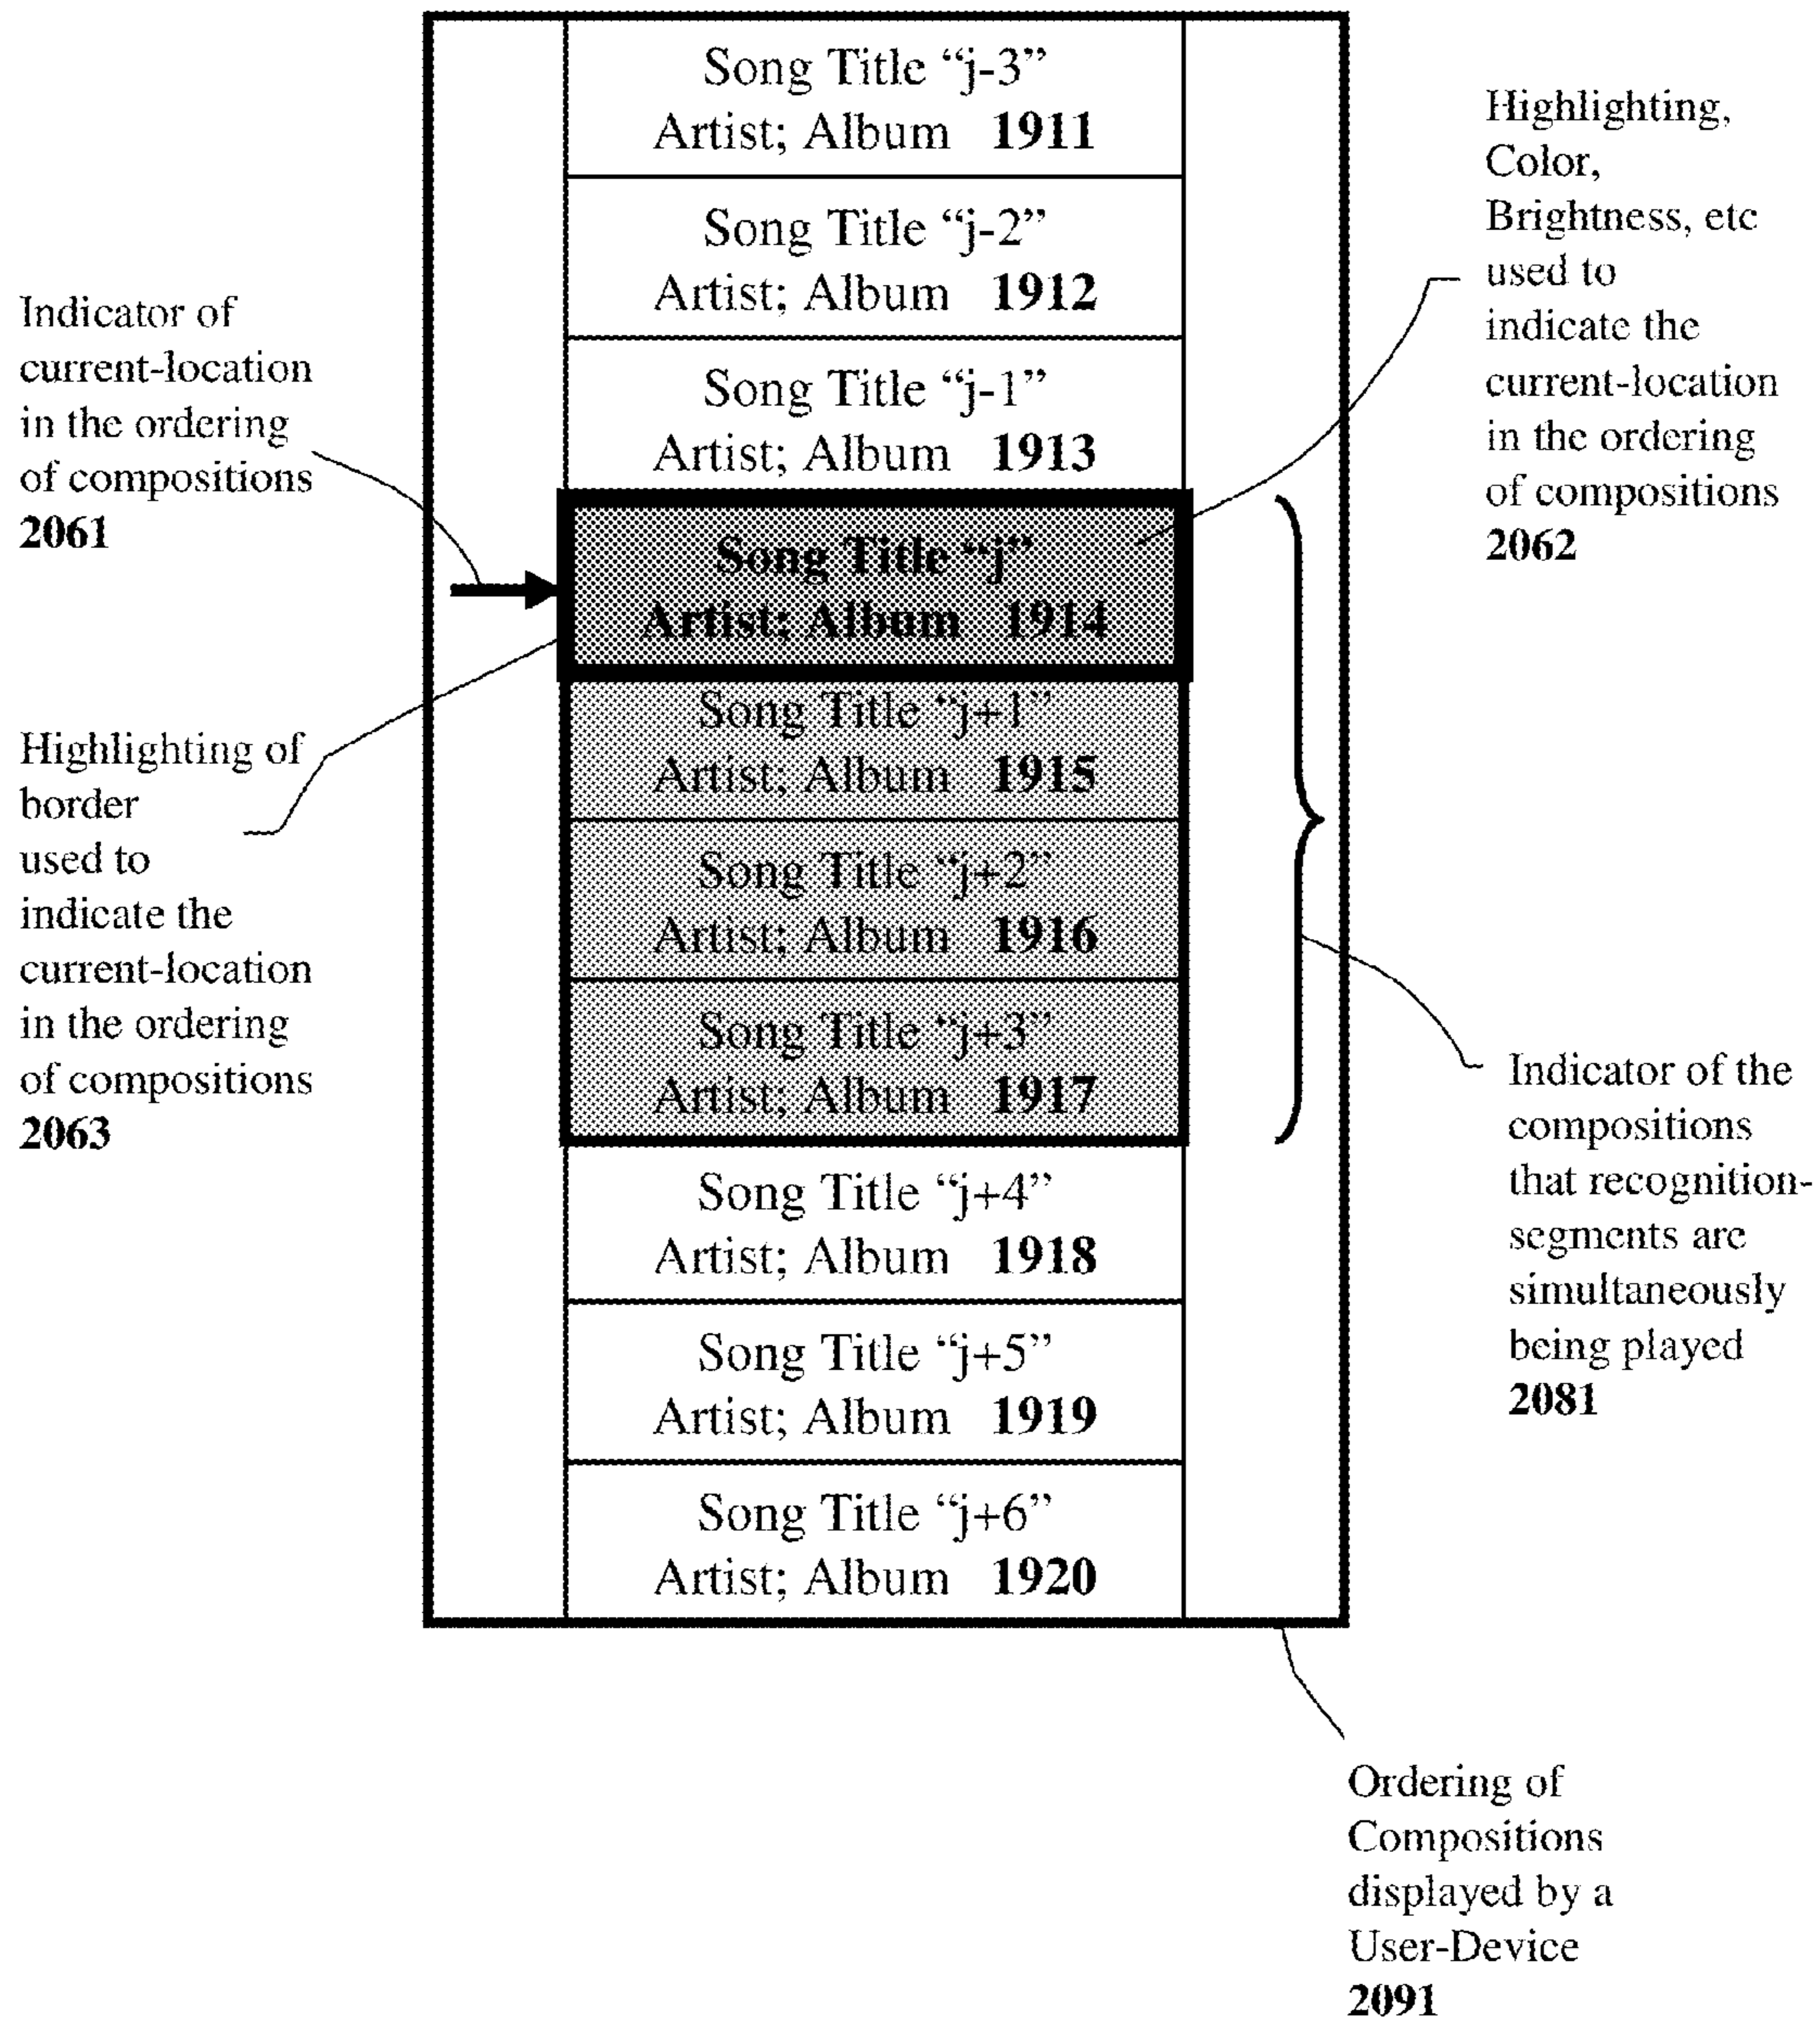 Song Title “j-3”
Artist; Album 1911
Song Title “j-2”
Artist; Album 1912
Song Title “j-1”
Artist; Album 1913
Song Title “j”
Artist; Album 1914
Song Title “j+1”
Artist; Album 1915
Song Title “j+2”
Artist; Album 1916
Song Title “j+3”
Artist; Album 1917
Song Title “j+4”
Artist; Album 1918
Song Title “j+5”
Artist; Album 1919
Song Title “j+6”
Artist; Album 1920
Indicator of
current-location
in the ordering
of compositions
2061
Highlighting of
border
used to
indicate the
current-location
in the ordering
of compositions
2063
Highlighting,
Color,
Brightness, etc
used to
indicate the
current-location
in the ordering
of compositions
2062
Indicator of the
compositions
that recognition-
segments are
simultaneously
being played
2081
Ordering of
Compositions
displayed by a
User-Device
2091